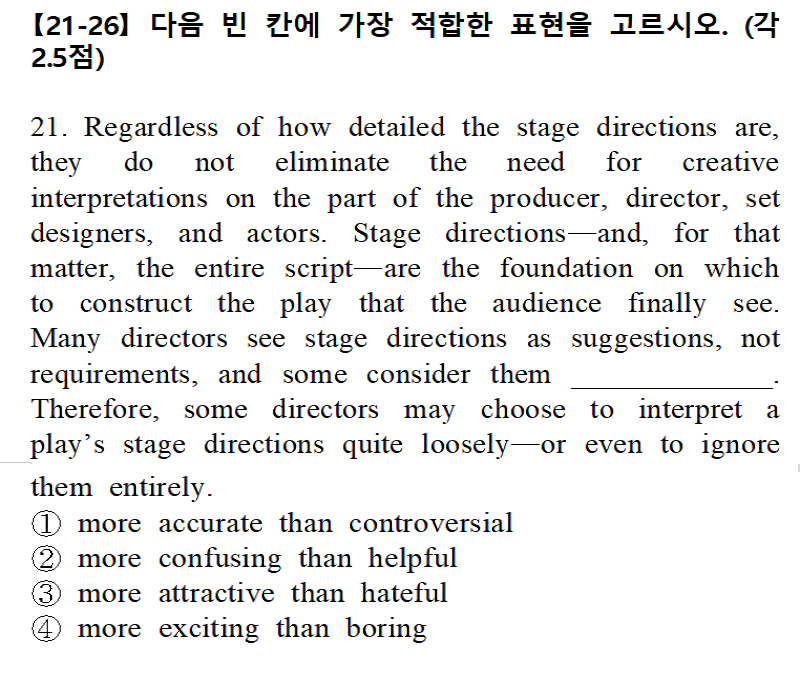 【21-26】 다음 빈 칸에 가장 적합한 표현을 고르시오. (각
2.5점)
21. Regardless of how detailed the stage directions are,
they do not eliminate the need for creative
interpretations on the part of the producer, director, set
designers, and actors. Stage directions—and, for that
matter, the entire script—are the foundation on which
to construct the play that the audience finally see.
Many directors see stage directions as suggestions, not
requirements, and some consider them ______________.
Therefore, some directors may choose to interpret a
play’s stage directions quite loosely—or even to ignore
them entirely.
① more accurate than controversial
② more confusing than helpful
③ more attractive than hateful
④ more exciting than boring